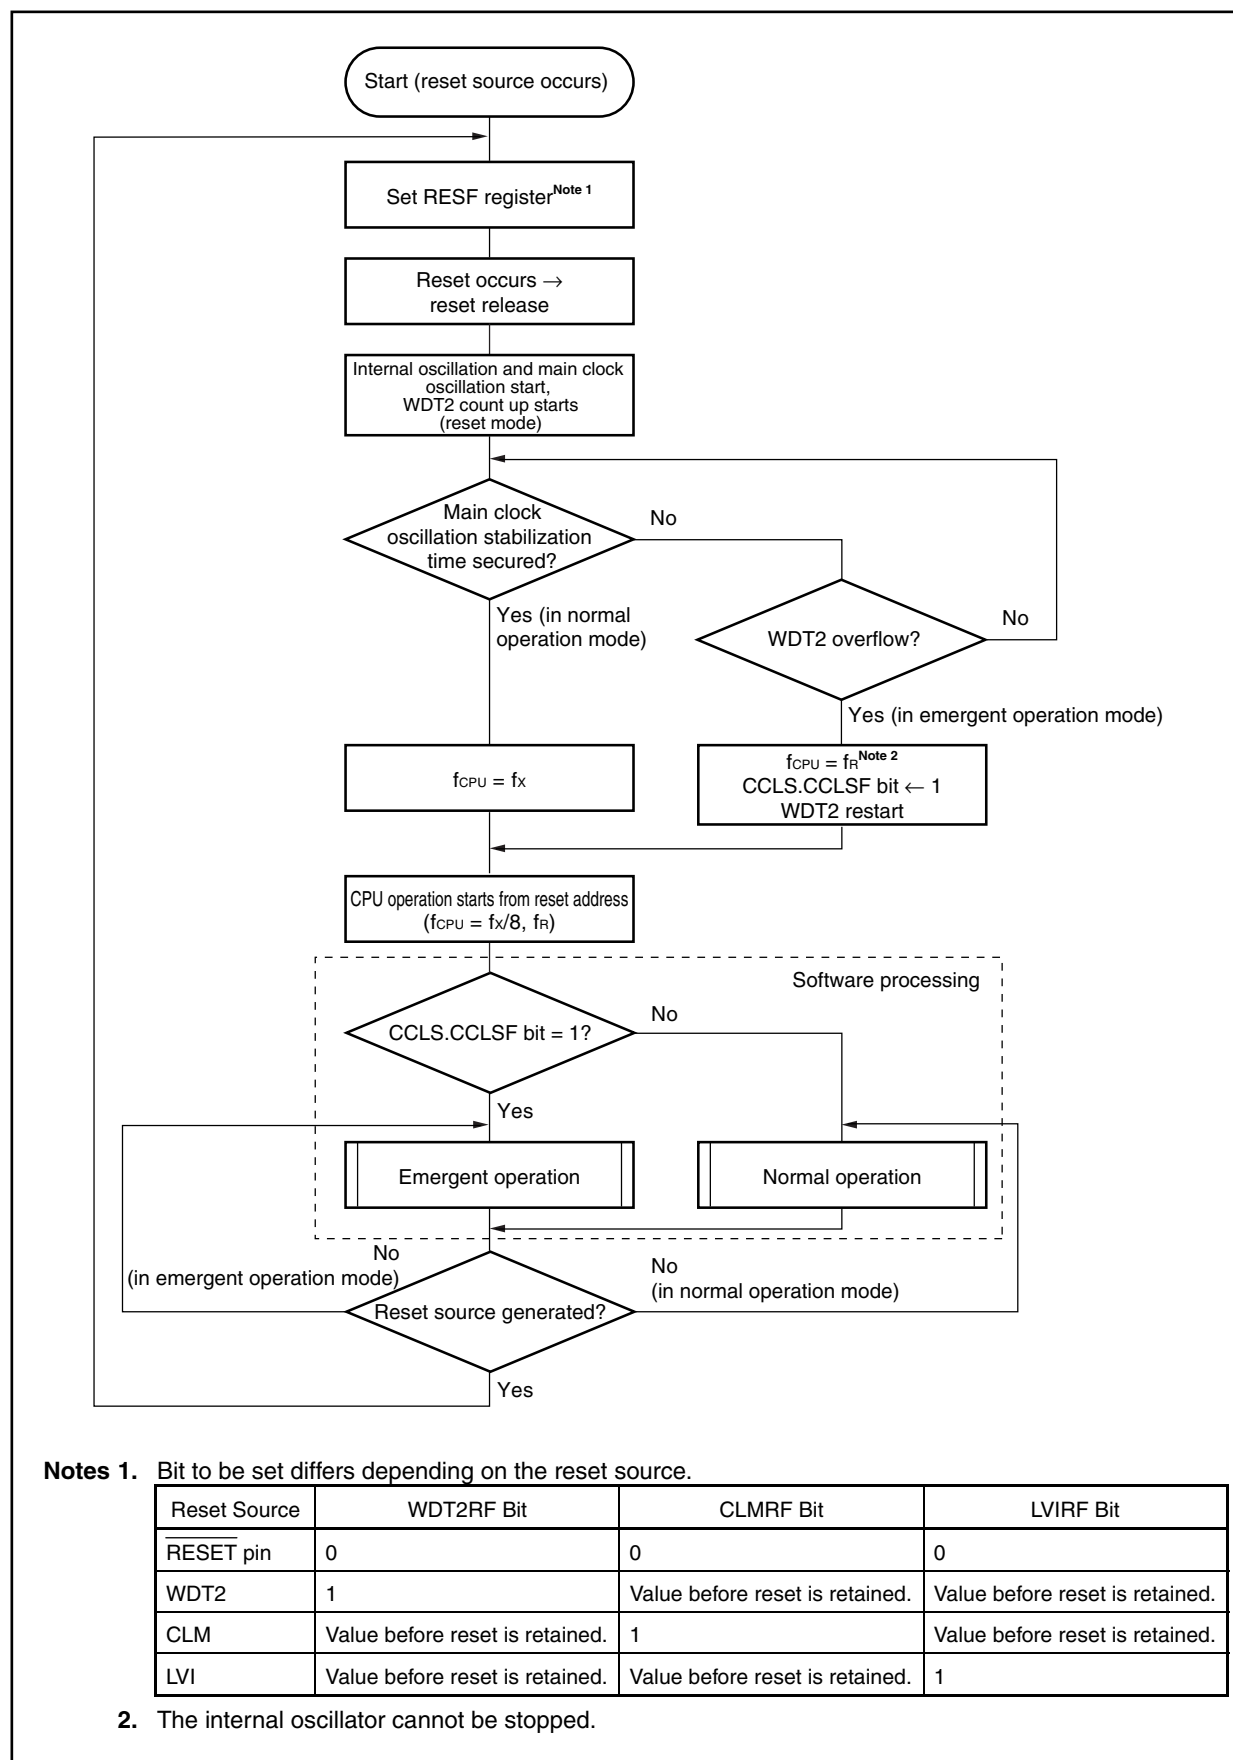 Start (reset source occurs)
Set RESF register Note 1
Reset occurs →
reset release
Internal oscillation and main clock
oscillation start,
WDT2 count up starts
(reset mode)
Main clock
oscillation stabilization
time secured?
No
Yes (in normal
operation mode)
WDT2 overflow?
No
Yes (in emergent operation mode)
fCPU = fX
fCPU = fR Note 2
CCLS.CCLSF bit ← 1
WDT2 restart
CPU operation starts from reset address
(fCPU = fX/8, fR)
Software processing
CCLS.CCLSF bit = 1?
No
Yes
Emergent operation
Normal operation
No
(in emergent operation mode)
No
(in normal operation mode)
Reset source generated?
Yes
Notes 1. Bit to be set differs depending on the reset source.
Reset Source WDT2RF Bit CLMRF Bit LVIRF Bit
RESET pin 0 0 0
WDT2 1 Value before reset is retained. Value before reset is retained.
CLM Value before reset is retained. 1 Value before reset is retained.
LVI Value before reset is retained. Value before reset is retained. 1
2. The internal oscillator cannot be stopped.